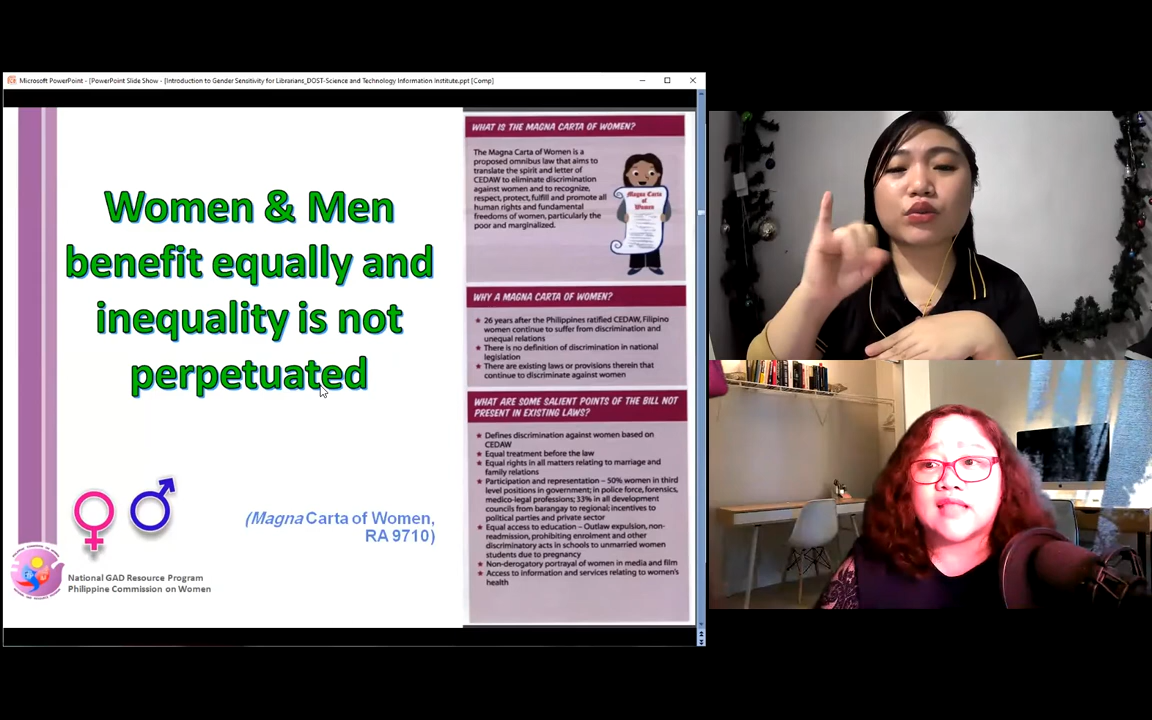 Microsoft PowerPoint - [PowerPoint Slide Show - [Introduction to Gender Sensitivity for Librarians_DOST-Science and Technology Information Institute.ppt [Comp]
Women & Men
benefit equally and
inequality is not
perpetuated
(Magna Carta of Women,
RA 9710)
National GAD Resource Program
Philippine Commission on Women
WHAT IS THE MAGNA CARTA OF WOMEN?
The Magna Carta of Women is a
proposed omnibus law that aims to
translate the spirit and letter of
CEDAW to eliminate discrimination
against women and to recognize,
respect, protect, fulfill and promote all
human rights and fundamental
freedoms of women, particularly the
poor and marginalized.
Magna Carta
of
Women
WHY A MAGNA CARTA OF WOMEN?
★ 26 years after the Philippines ratified CEDAW, Filipino
women continue to suffer from discrimination and
unequal relations
★ There is no definition of discrimination in national
legislation
★ There are existing laws or provisions therein that
continue to discriminate against women
WHAT ARE SOME SALIENT POINTS OF THE BILL NOT
PRESENT IN EXISTING LAWS?
★ Defines discrimination against women based on
CEDAW
★ Equal treatment before the law
★ Equal rights in all matters relating to marriage and
family relations
★ Participation and representation – 50% women in third
level positions in government; in police force, forensics,
medico-legal professions; 33% in all development
councils from barangay to regional; incentives to
political parties and private sector
★ Equal access to education – Outlaw expulsion, non-
readmission, prohibiting enrolment and other
discriminatory acts in schools to unmarried women
students due to pregnancy
★ Non-derogatory portrayal of women in media and film
★ Access to information and services relating to women's
health